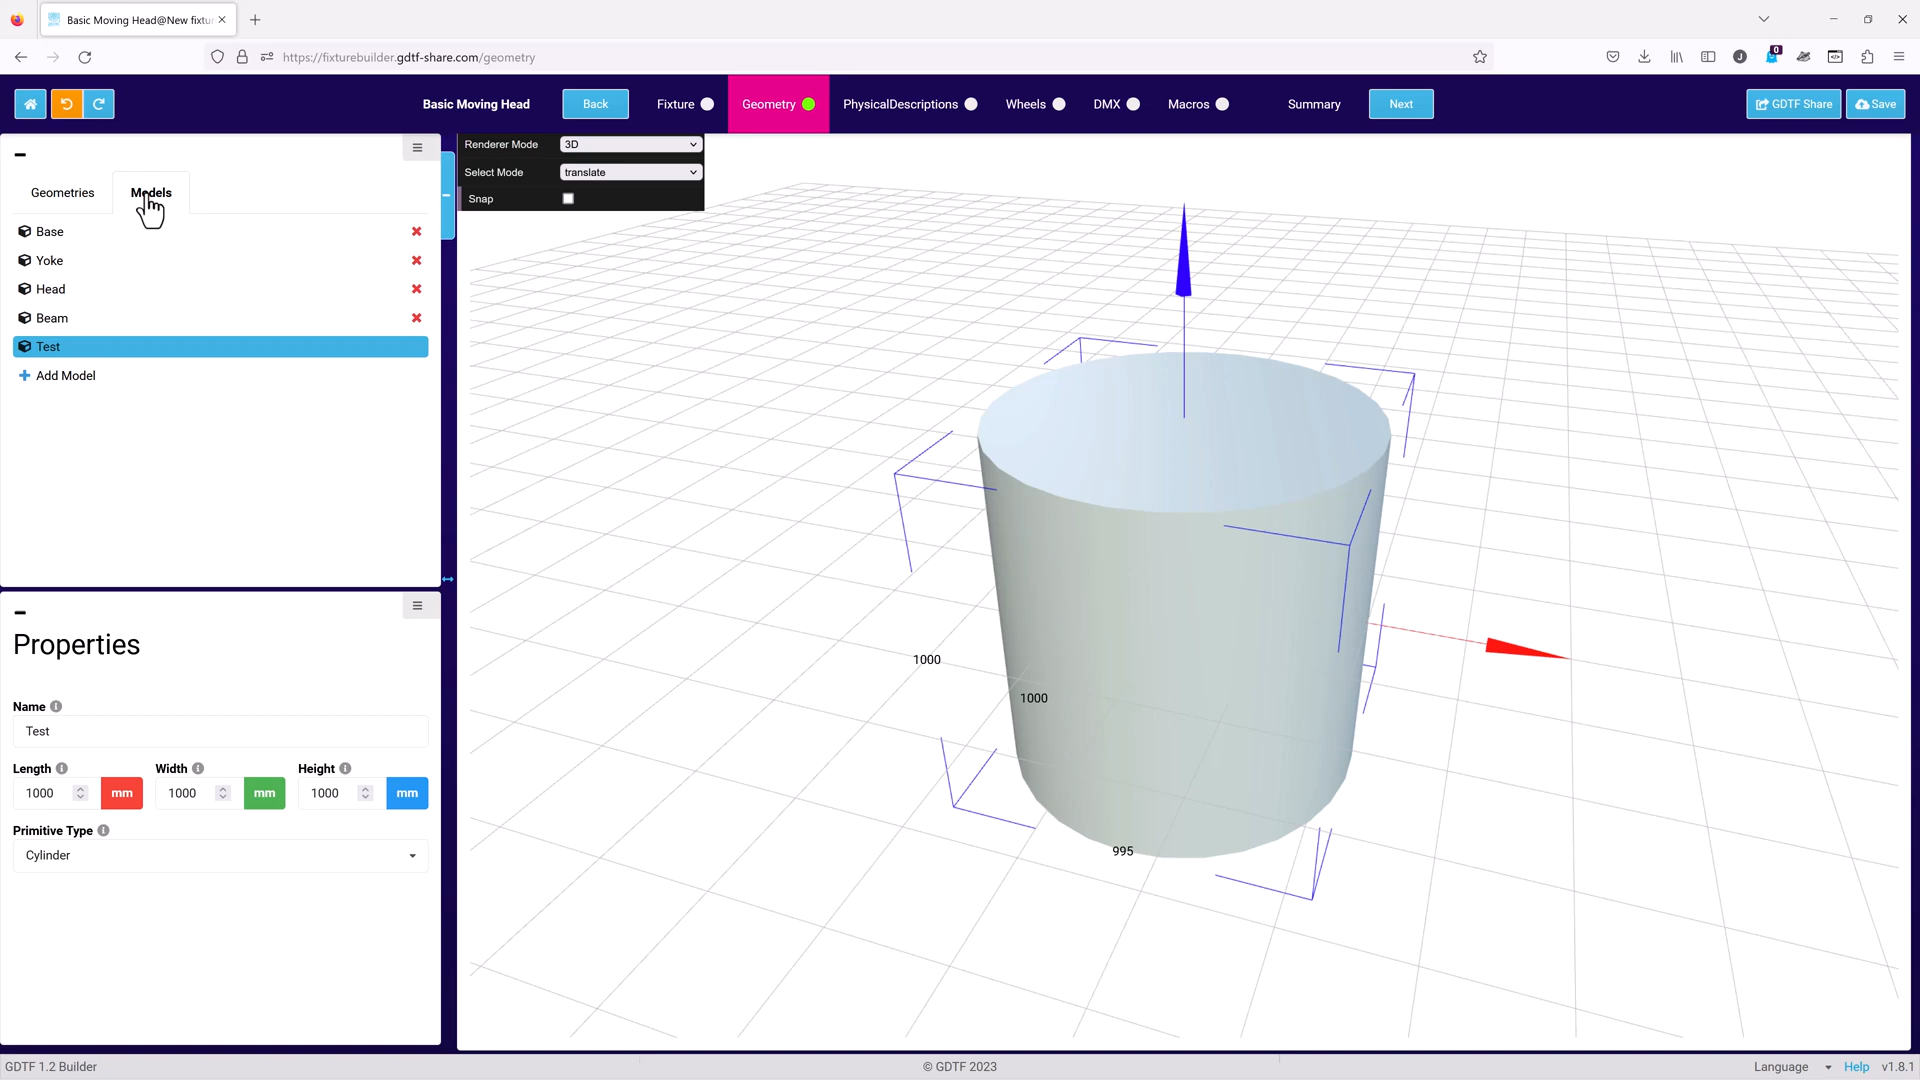 Basic Moving Head@New fixtur
https://fixturebuilder.gdtf-share.com/geometry
J
0
Basic Moving Head
Back
Fixture
Geometry
PhysicalDescriptions
Wheels
DMX
Macros
Summary
Next
GDTF Share
Save
Renderer Mode
3D
Select Mode
translate
Snap
Geometries
Models
Base
Yoke
Head
Beam
Test
Add Model
Properties
Name
Test
Length
Width
Height
1000
mm
1000
mm
1000
mm
Primitive Type
Cylinder
1000
1000
995
GDTF 1.2 Builder
© GDTF 2023
Language
Help
v1.8.1